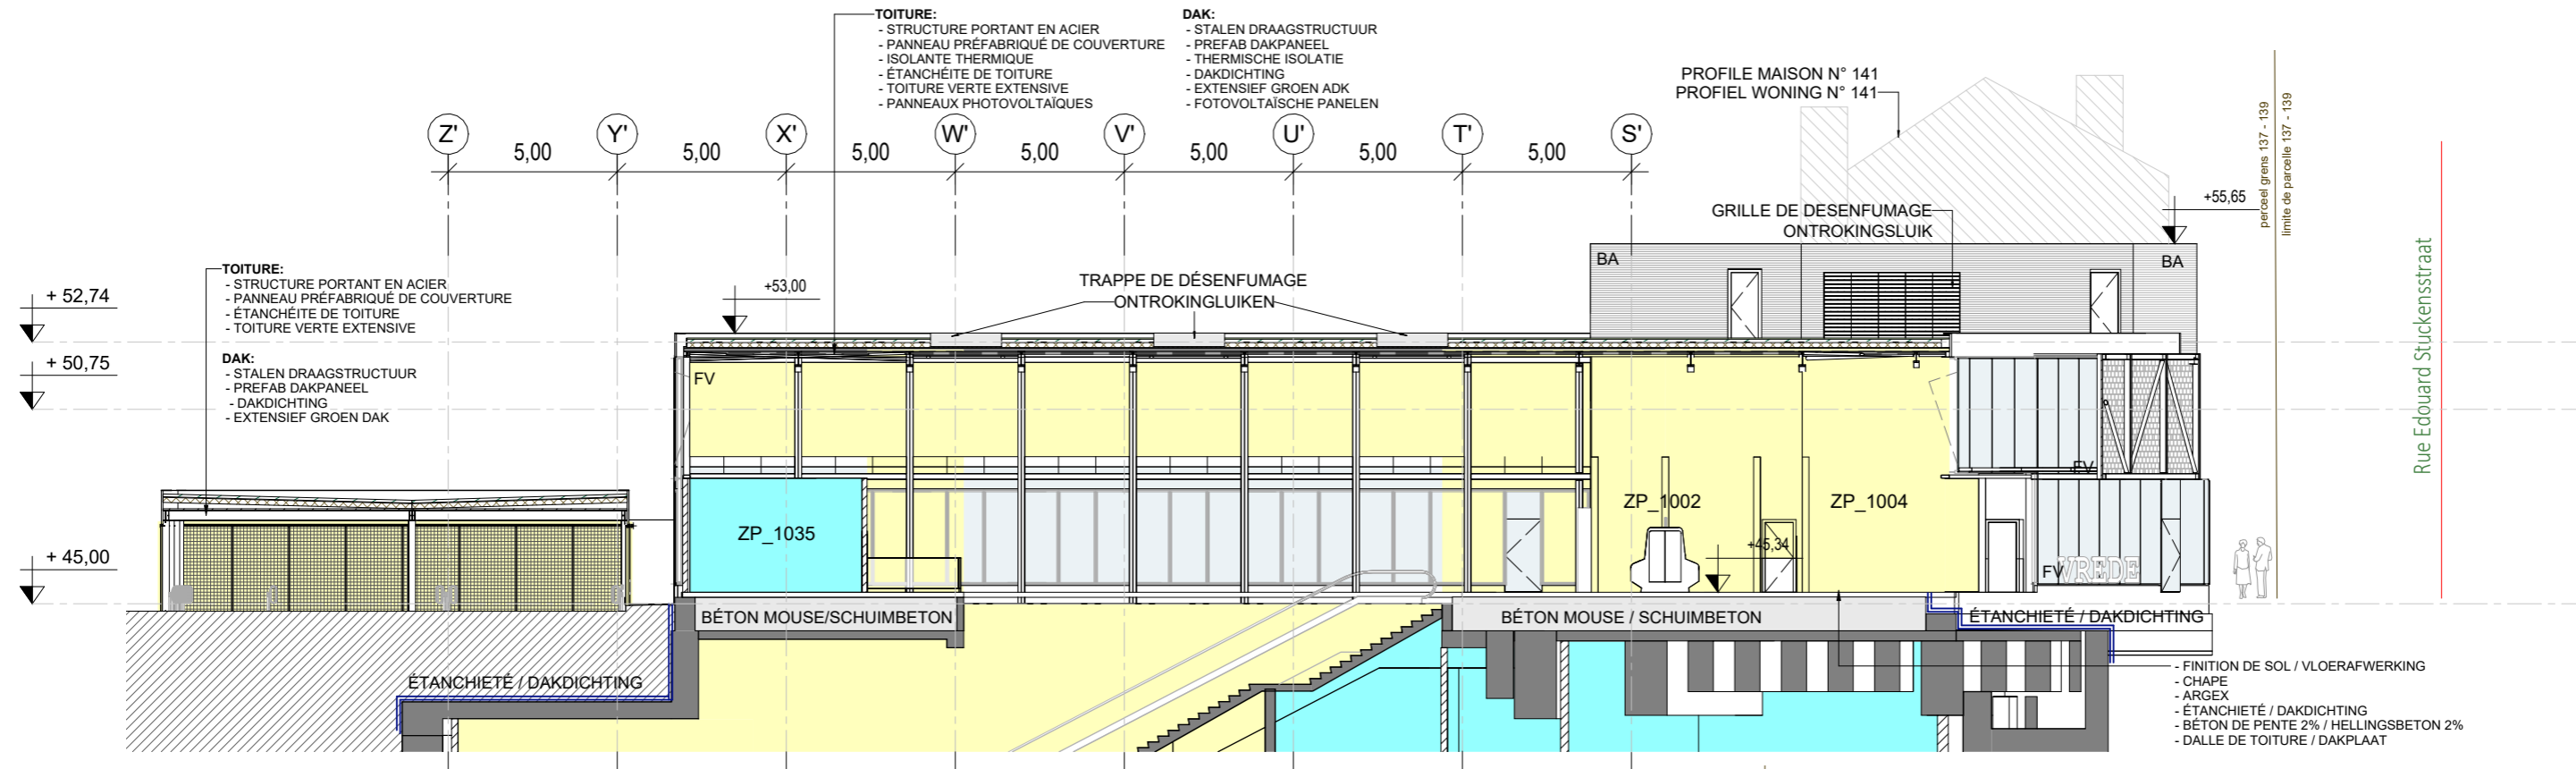 TOITURE:
- STRUCTURE PORTANT EN ACIER
- PANNEAU PRÉFABRIQUÉ DE COUVERTURE
- ISOLANTE THERMIQUE
- ÉTANCHÉITE DE TOITURE
- TOITURE VERTE EXTENSIVE
- PANNEAUX PHOTOVOLTAÏQUES
DAK:
- STALEN DRAAGSTRUCTUUR
- PREFAB DAKPANEEL
- THERMISCHE ISOLATIE
- DAKDICHTING
- EXTENSIEF GROEN ADK
- FOTOVOLTAÏSCHE PANELEN
PROFILE MAISON N° 141
PROFIEL WONING N° 141
perceel grens 137 - 139
limite de parcelle 137 - 139
Z' Y' X' W' V' U' T' S'
5,00 5,00 5,00 5,00 5,00 5,00 5,00
+55,65
GRILLE DE DESENFUMAGE
ONTROKINGSLUIK
Rue Edouard Stuckensstraat
BA
BA
TOITURE:
- STRUCTURE PORTANT EN ACIER
- PANNEAU PRÉFABRIQUÉ DE COUVERTURE
- ÉTANCHÉITE DE TOITURE
- TOITURE VERTE EXTENSIVE
DAK:
- STALEN DRAAGSTRUCTUUR
- PREFAB DAKPANEEL
- DAKDICHTING
- EXTENSIEF GROEN DAK
+ 52,74
+ 50,75
+ 45,00
+53,00
TRAPPE DE DÉSENFUMAGE
ONTROKINGLUIKEN
FV
FV
ZP_1035
ZP_1002
ZP_1004
+45,34
FV
VREDE
BÉTON MOUSE/SCHUIMBETON
BÉTON MOUSE / SCHUIMBETON
ÉTANCHIETÉ / DAKDICHTING
ÉTANCHIETÉ / DAKDICHTING
- FINITION DE SOL / VLOERAFWERKING
- CHAPE
- ARGEX
- ÉTANCHIETÉ / DAKDICHTING
- BÉTON DE PENTE 2% / HELLINGSBETON 2%
- DALLE DE TOITURE / DAKPLAAT